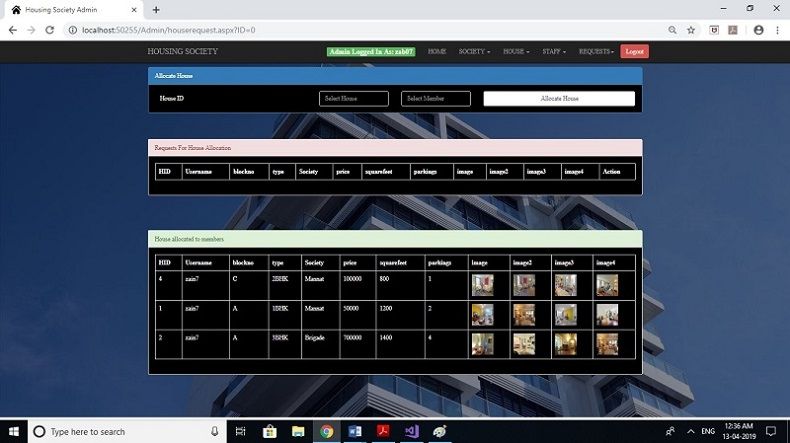 Housing Society Admin
localhost:50255/Admin/houserequest.aspx?ID=0
HOUSING SOCIETY Admin Logged In As: zab07 HOME SOCIETY HOUSE STAFF REQUESTS Logout
Allocate House
House ID Select House Select Member Allocate House
Requests For House Allocation
HID Username blockno type Society price squarefeet parkings image image2 image3 image4 Action
House allocated to members
HID Username blockno type Society price squarefeet parkings image image2 image3 image4
4 zain7 C 2BHK Mannat 100000 800 1
1 zain7 A 1BHK Mannat 50000 1200 2
2 zain7 A 3BHK Brigade 700000 1400 4
Type here to search ENG 12:36 AM
13-04-2019